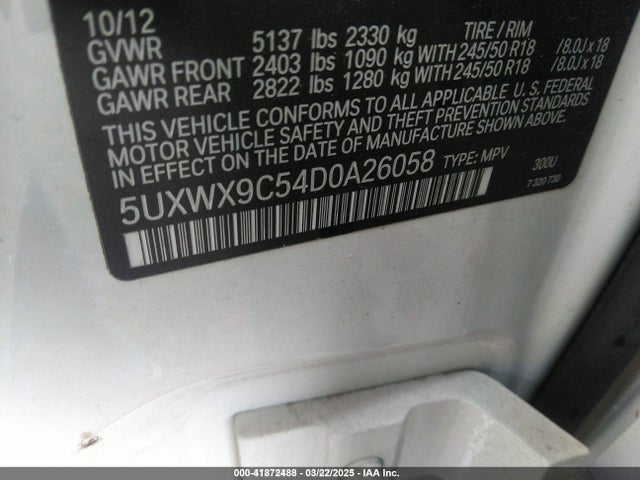 10/12 TIRE / RIM
GVWR 5137 lbs 2330 kg
GAWR FRONT 2403 lbs 1090 kg WITH 245/50 R18 / 8.0J x 18
GAWR REAR 2822 lbs 1280 kg WITH 245/50 R18 / 8.0J x 18
THIS VEHICLE CONFORMS TO ALL APPLICABLE U. S. FEDERAL
MOTOR VEHICLE SAFETY AND THEFT PREVENTION STANDARDS
IN EFFECT ON THE DATE OF MANUFACTURE SHOWN ABOVE.
5UXWX9C54D0A26058 TYPE: MPV 300U
T 320 730
000-41872488 - 03/22/2025 - IAA Inc.